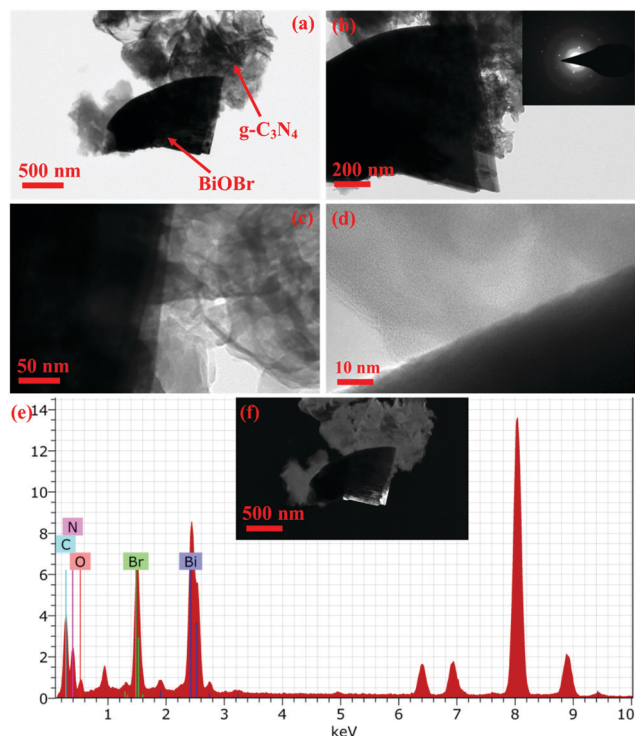 (a)
g-C₃N₄
BiOBr
500 nm
(b)
200 nm
(c)
50 nm
(d)
10 nm
(e)
(f)
500 nm
14
12
10
8
6
4
2
0
N
C
O
Br
Bi
1 2 3 4 5 6 7 8 9 10
keV